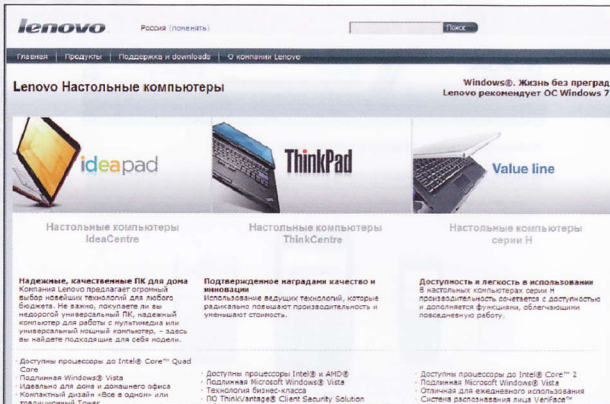 lenovo
Россия (поменять)
Поиск
Главная
Продукты
Поддержка и downloads
О компании Lenovo
Lenovo Настольные компьютеры
Windows®. Жизнь без преград
Lenovo рекомендует ОС Windows 7
ideapad
ThinkPad
Value line
Настольные компьютеры
IdeaCentre
Настольные компьютеры
ThinkCentre
Настольные компьютеры
серии H
Надежные, качественные ПК для дома
Компания Lenovo предлагает огромный
выбор новейших технологий для любого
бюджета. Не важно, покупаете ли вы
недорогой универсальный ПК, надежный
компьютер для работы с мультимедиа или
универсальный мощный компьютер, – здесь
вы найдете подходящие для себя модели.
· Доступны процессоры до Intel® Core™ Quad
Core
· Подлинная Windows® Vista
· Идеально для дома и домашнего офиса
· Компактный дизайн «Все в одном» или
традиционный Tower
Подтвержденное наградами качество и
инновации
Использование ведущих технологий, которые
радикально повышают производительность и
уменьшают стоимость.
· Доступны процессоры Intel® и AMD®
· Подлинная Microsoft Windows® Vista
· Технология бизнес-класса
· ПО ThinkVantage® Client Security Solution
Доступность и легкость в использовании
В настольных компьютерах серии H
производительность сочетается с доступностью
и дополняется функциями, облегчающими
повседневную работу.
· Доступны процессоры до Intel® Core™ 2
· Подлинная Microsoft Windows® Vista
· Отличная для ежедневного использования
· Система распознавания лица VeriFace™